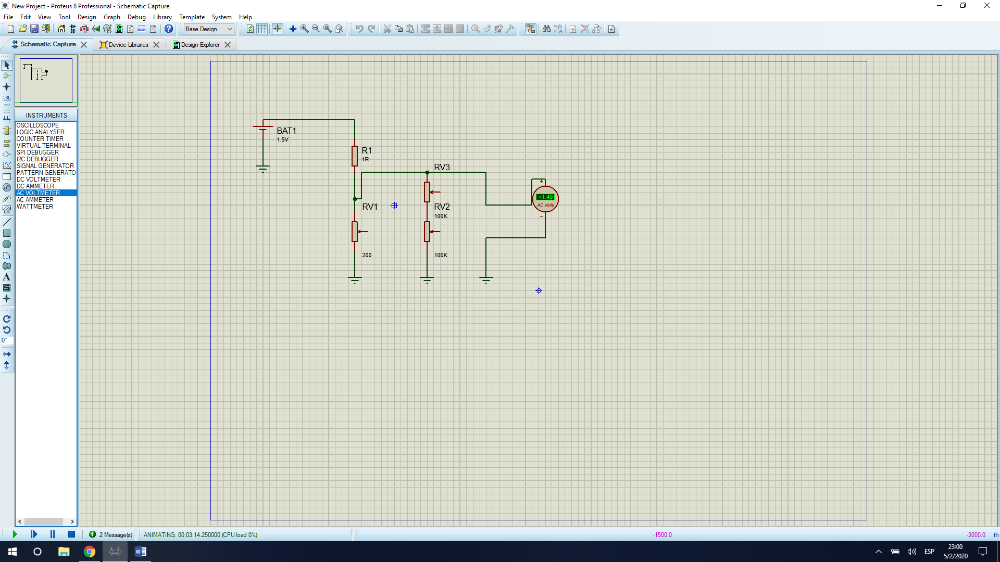 New Project - Proteus 8 Professional - Schematic Capture
File Edit View Tool Design Graph Debug Library Template System Help
Base Design
Schematic Capture Device Libraries Design Explorer
LBL
INSTRUMENTS
OSCILLOSCOPE
LOGIC ANALYSER
COUNTER TIMER
VIRTUAL TERMINAL
SPI DEBUGGER
I2C DEBUGGER
SIGNAL GENERATOR
PATTERN GENERATO
DC VOLTMETER
DC AMMETER
AC VOLTMETER
AC AMMETER
WATTMETER
A
S
0°
BAT1
1.5V
R1
1R
RV3
RV1
RV2
100K
200
100K
+
+1.49
AC Volts
−
2 Message(s) ANIMATING: 00:03:14.250000 (CPU load 0%) -1500.0 -3000.0 th
ESP
23:00
5/2/2020